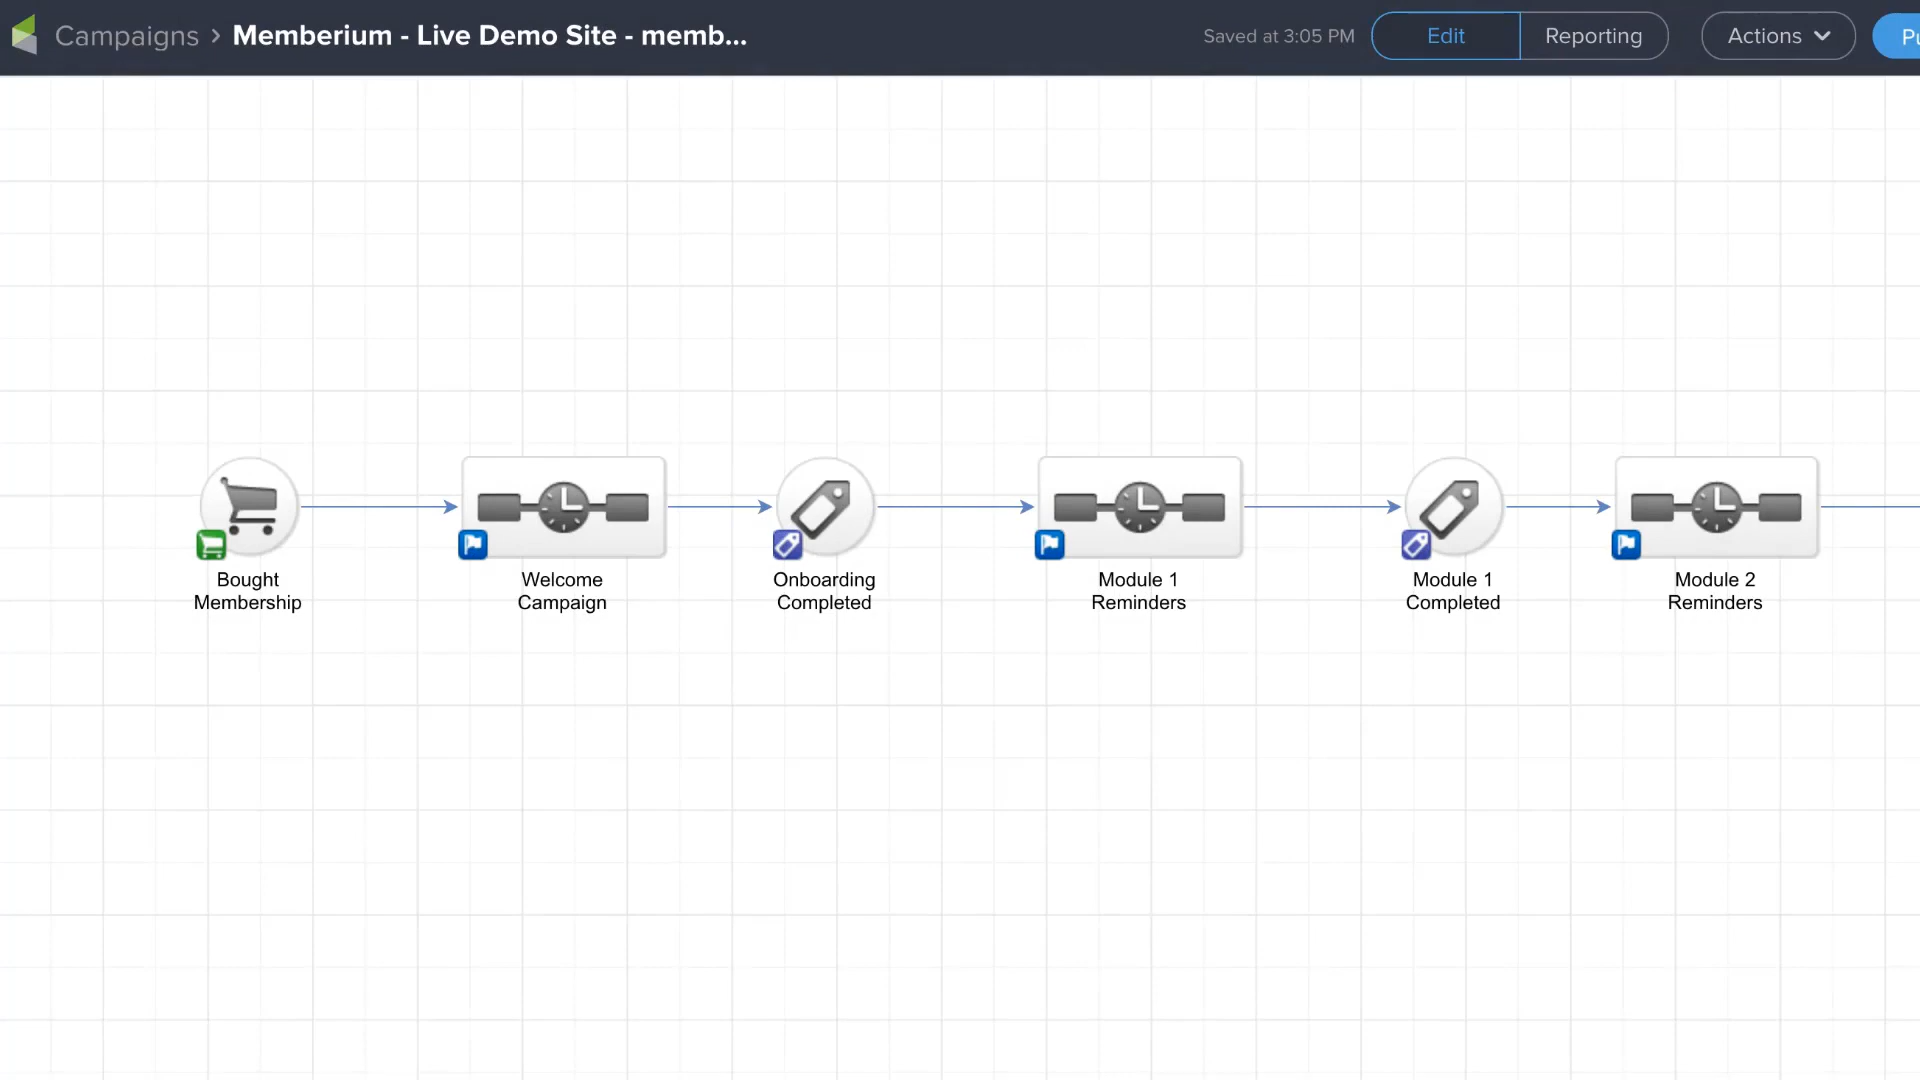 Campaigns > Memberium - Live Demo Site - memb...
Saved at 3:05 PM
Edit
Reporting
Actions
Pu
Bought
Membership
Welcome
Campaign
Onboarding
Completed
Module 1
Reminders
Module 1
Completed
Module 2
Reminders